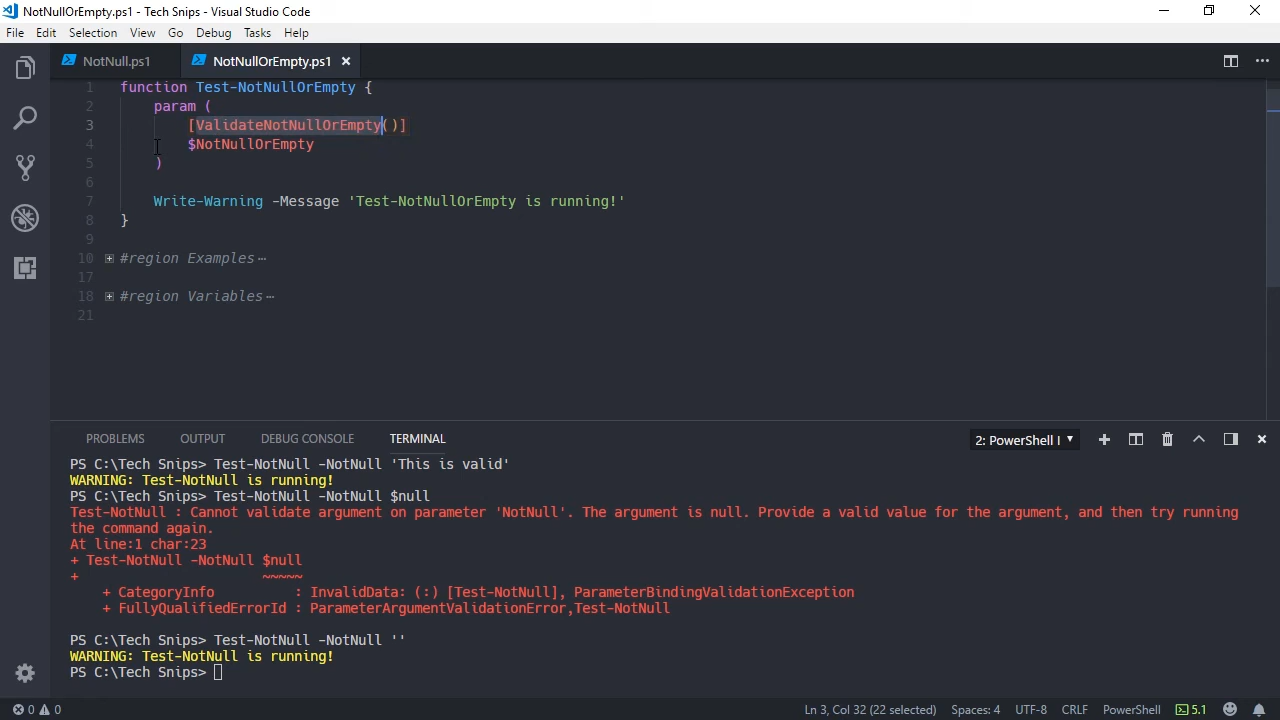 NotNullOrEmpty.ps1 - Tech Snips - Visual Studio Code
File Edit Selection View Go Debug Tasks Help
NotNull.ps1 NotNullOrEmpty.ps1
1 function Test-NotNullOrEmpty {
2 param (
3 [ValidateNotNullOrEmpty()]
4 $NotNullOrEmpty
5 )
6
7 Write-Warning -Message 'Test-NotNullOrEmpty is running!'
8 }
9
10 #region Examples⋯
17
18 #region Variables⋯
21
PROBLEMS OUTPUT DEBUG CONSOLE TERMINAL 2: PowerShell I
PS C:\Tech Snips> Test-NotNull -NotNull 'This is valid'
WARNING: Test-NotNull is running!
PS C:\Tech Snips> Test-NotNull -NotNull $null
Test-NotNull : Cannot validate argument on parameter 'NotNull'. The argument is null. Provide a valid value for the argument, and then try running
the command again.
At line:1 char:23
+ Test-NotNull -NotNull $null
+ ~~~~~
+ CategoryInfo : InvalidData: (:) [Test-NotNull], ParameterBindingValidationException
+ FullyQualifiedErrorId : ParameterArgumentValidationError,Test-NotNull
PS C:\Tech Snips> Test-NotNull -NotNull ''
WARNING: Test-NotNull is running!
PS C:\Tech Snips>
0 0 Ln 3, Col 32 (22 selected) Spaces: 4 UTF-8 CRLF PowerShell 5.1